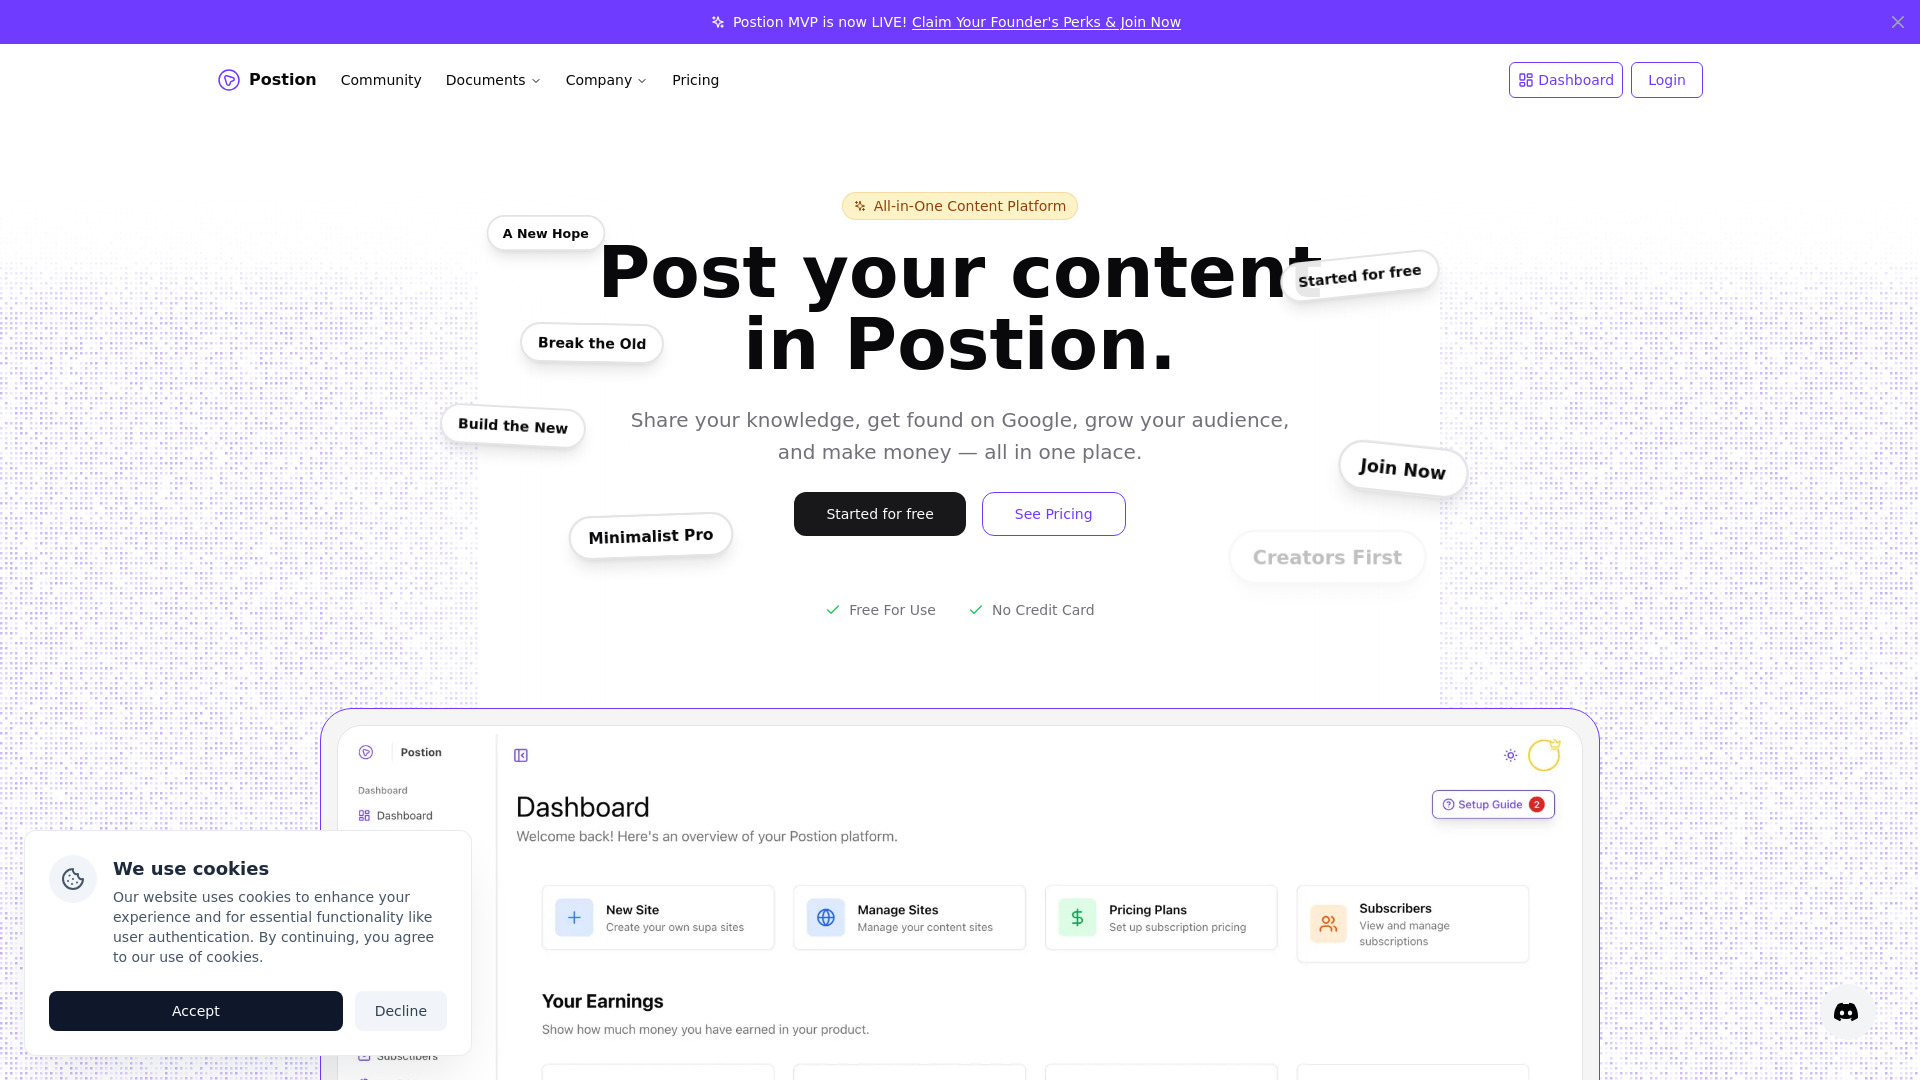 Postion MVP is now LIVE! Claim Your Founder's Perks & Join Now
Postion
Community
Documents
Company
Pricing
Dashboard
Login
All-in-One Content Platform
A New Hope
Post your content
Started for free
in Postion.
Break the Old
Build the New
Share your knowledge, get found on Google, grow your audience,
and make money — all in one place.
Join Now
Started for free
See Pricing
Minimalist Pro
Creators First
Free For Use
No Credit Card
Postion
Dashboard
Dashboard
Dashboard
Welcome back! Here's an overview of your Postion platform.
Setup Guide 2
New Site
Create your own supa sites
Manage Sites
Manage your content sites
Pricing Plans
Set up subscription pricing
Subscribers
View and manage
subscriptions
Your Earnings
Show how much money you have earned in your product.
We use cookies
Our website uses cookies to enhance your
experience and for essential functionality like
user authentication. By continuing, you agree
to our use of cookies.
Accept
Decline
Subscribers